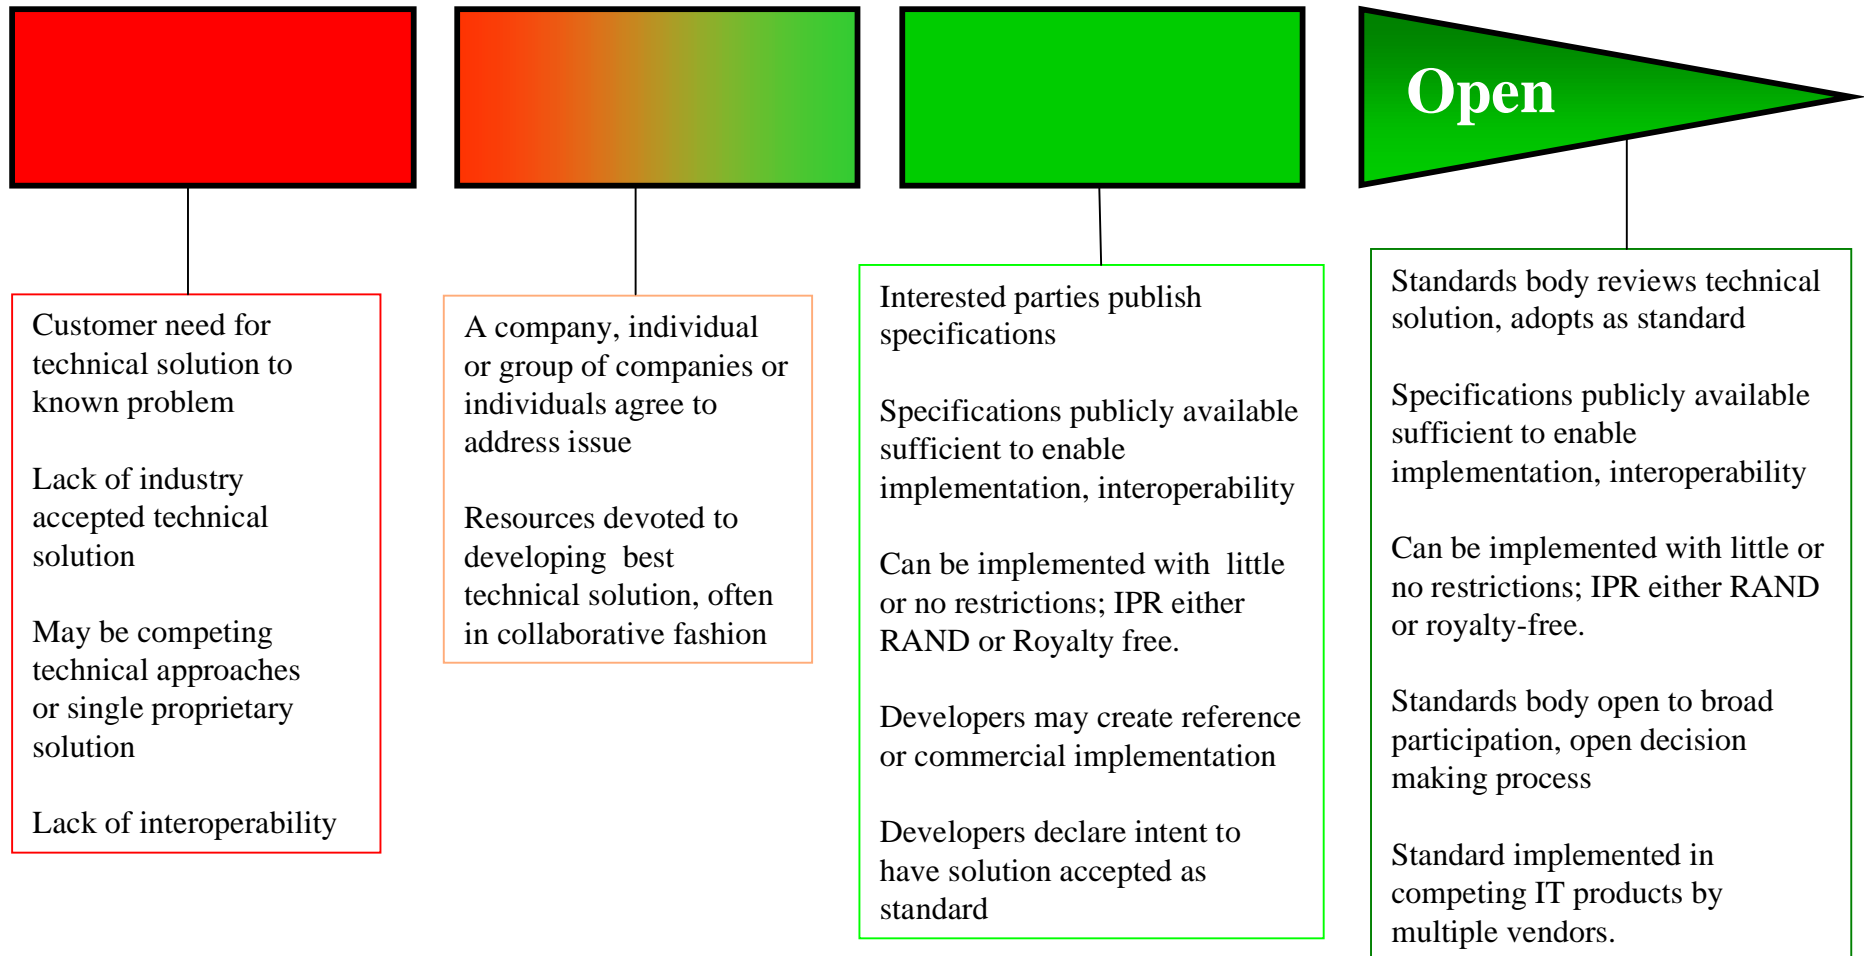 Open
Customer need for
technical solution to
known problem
Lack of industry
accepted technical
solution
May be competing
technical approaches
or single proprietary
solution
Lack of interoperability
A company, individual
or group of companies or
individuals agree to
address issue
Resources devoted to
developing  best
technical solution, often
in collaborative fashion
Interested parties publish
specifications
Specifications publicly available
sufficient to enable
implementation, interoperability
Can be implemented with  little
or no restrictions; IPR either
RAND or Royalty free.
Developers may create reference
or commercial implementation
Developers declare intent to
have solution accepted as
standard
Standards body reviews technical
solution, adopts as standard
Specifications publicly available
sufficient to enable
implementation, interoperability
Can be implemented with little or
no restrictions; IPR either RAND
or royalty-free.
Standards body open to broad
participation, open decision
making process
Standard implemented in
competing IT products by
multiple vendors.